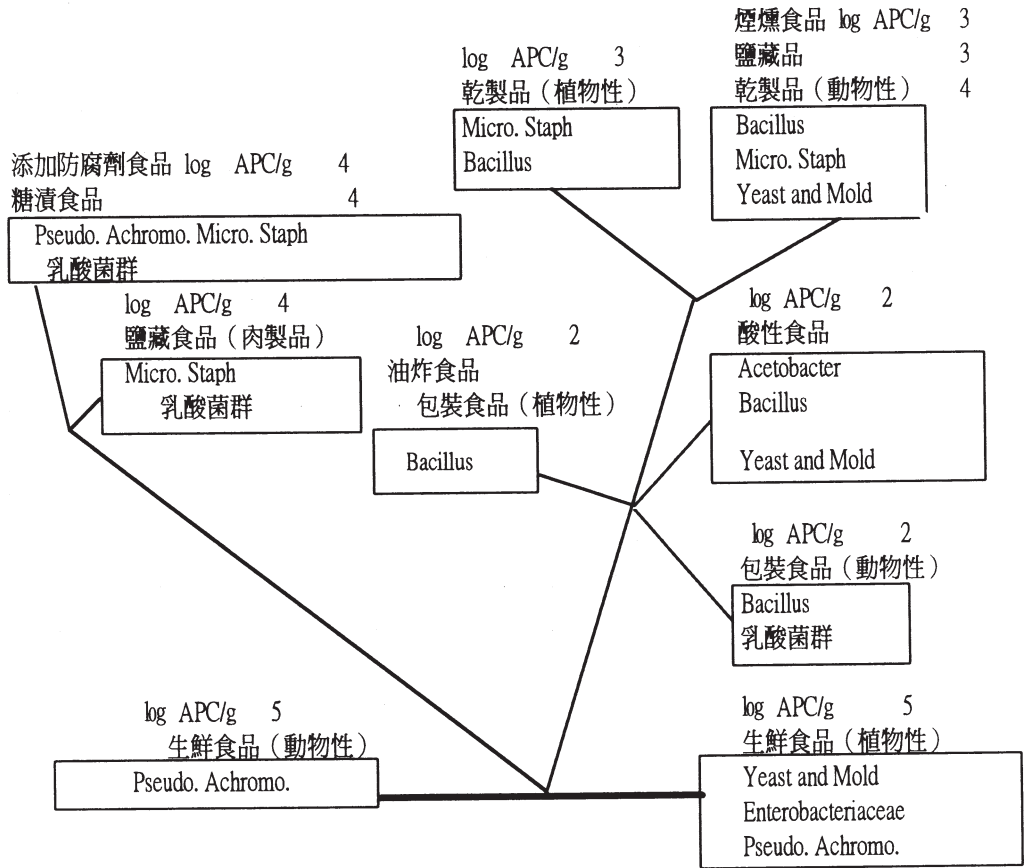 煙燻食品 log APC/g 3
鹽藏品 3
乾製品（動物性） 4
Bacillus
Micro. Staph
Yeast and Mold
log APC/g 3
乾製品（植物性）
Micro. Staph
Bacillus
添加防腐劑食品 log APC/g 4
糖漬食品 4
Pseudo. Achromo. Micro. Staph
乳酸菌群
log APC/g 4
鹽藏食品（肉製品）
Micro. Staph
乳酸菌群
log APC/g 2
油炸食品
包裝食品（植物性）
Bacillus
log APC/g 2
酸性食品
Acetobacter
Bacillus
Yeast and Mold
log APC/g 2
包裝食品（動物性）
Bacillus
乳酸菌群
log APC/g 5
生鮮食品（動物性）
Pseudo. Achromo.
log APC/g 5
生鮮食品（植物性）
Yeast and Mold
Enterobacteriaceae
Pseudo. Achromo.